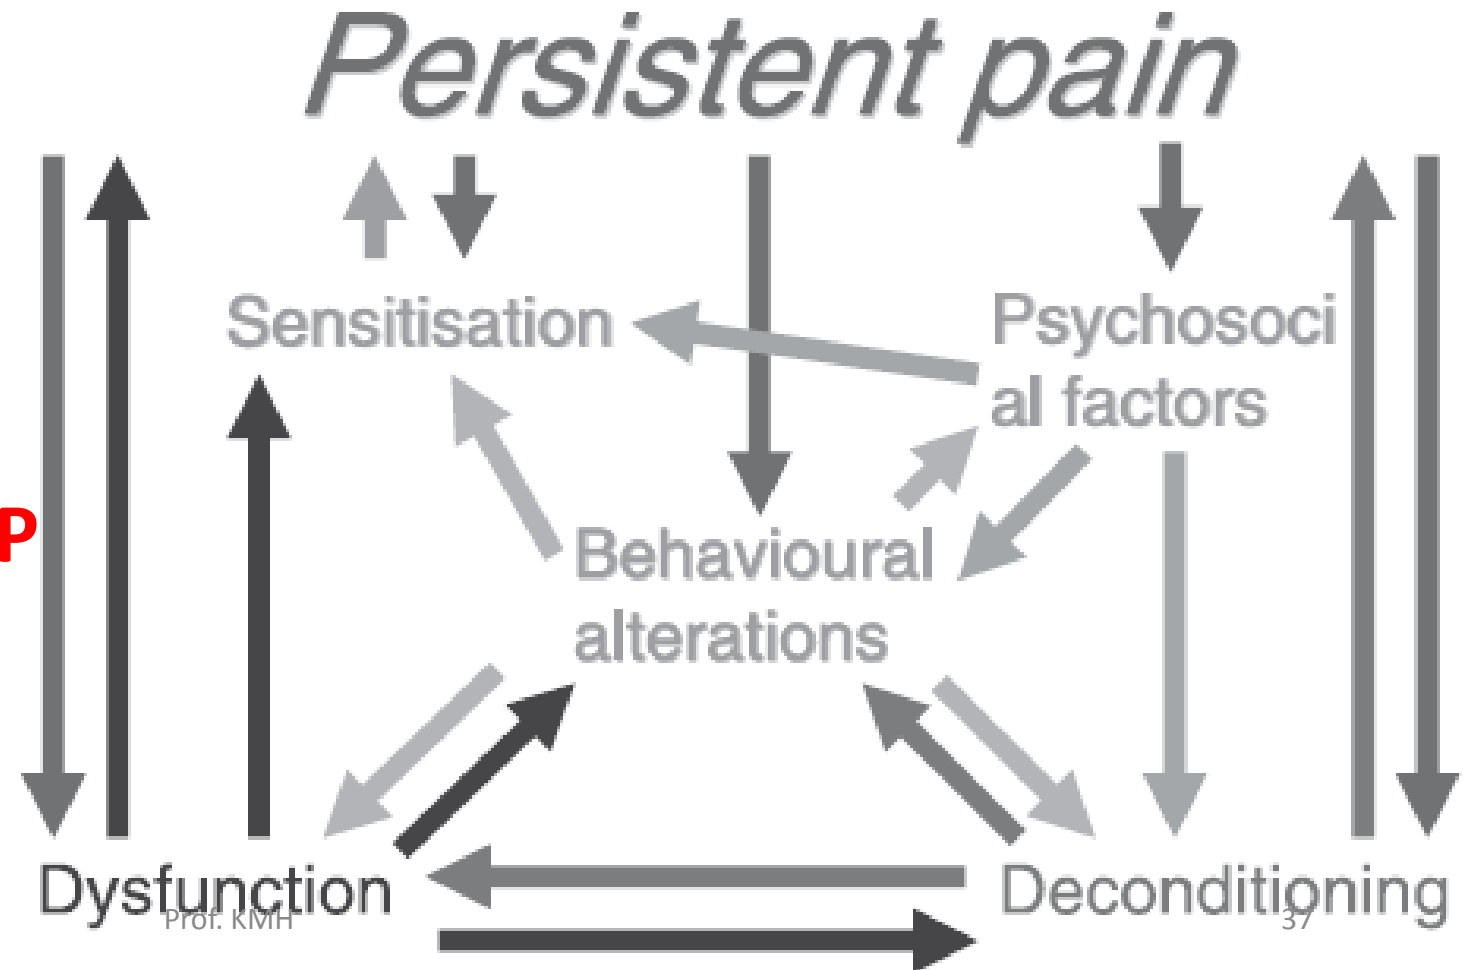 Persistent pain
Sensitisation
Psychosoci
al factors
P
Behavioural
alterations
Dysfunction
Deconditioning
Prof. KMH
37